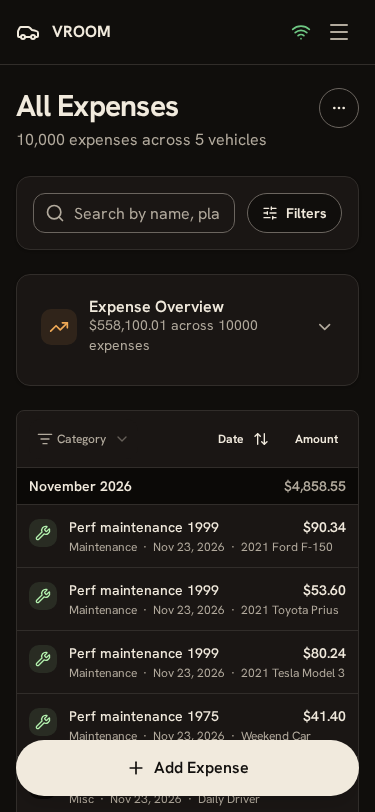 VROOM
All Expenses
10,000 expenses across 5 vehicles
Search by name, pla
Filters
Expense Overview
$558,100.01 across 10000
expenses
Category Date Amount
November 2026 $4,858.55
Perf maintenance 1999 $90.34
Maintenance · Nov 23, 2026 · 2021 Ford F-150
Perf maintenance 1999 $53.60
Maintenance · Nov 23, 2026 · 2021 Toyota Prius
Perf maintenance 1999 $80.24
Maintenance · Nov 23, 2026 · 2021 Tesla Model 3
Perf maintenance 1975 $41.40
Maintenance · Nov 23, 2026 · Weekend Car
+ Add Expense
Misc · Nov 23, 2026 · Daily Driver